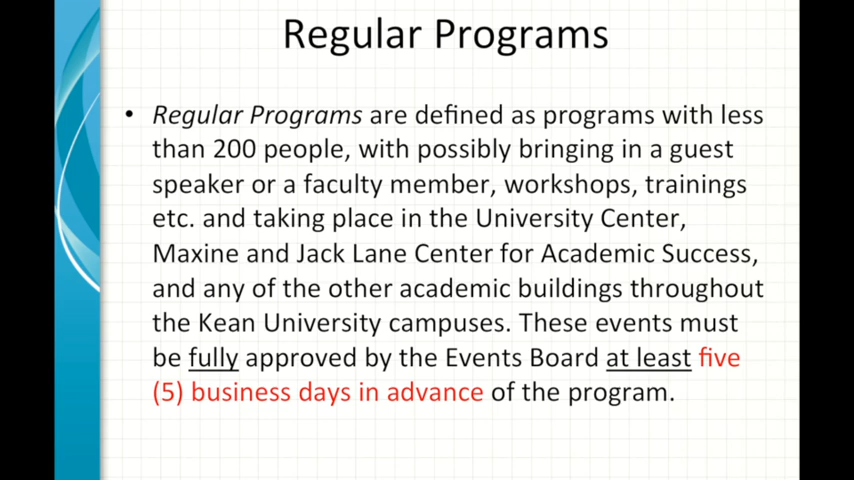 Regular Programs
• Regular Programs are defined as programs with less
than 200 people, with possibly bringing in a guest
speaker or a faculty member, workshops, trainings
etc. and taking place in the University Center,
Maxine and Jack Lane Center for Academic Success,
and any of the other academic buildings throughout
the Kean University campuses. These events must
be fully approved by the Events Board at least five
(5) business days in advance of the program.